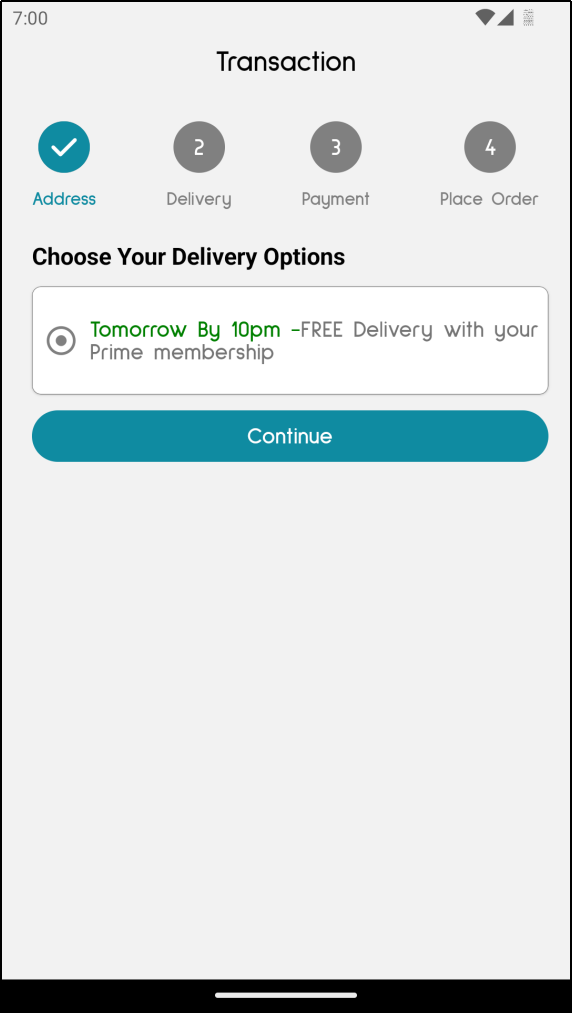 7:00
Transaction
2 3 4
Address Delivery Payment Place Order
Choose Your Delivery Options
Tomorrow By 10pm -FREE Delivery with your
Prime membership
Continue